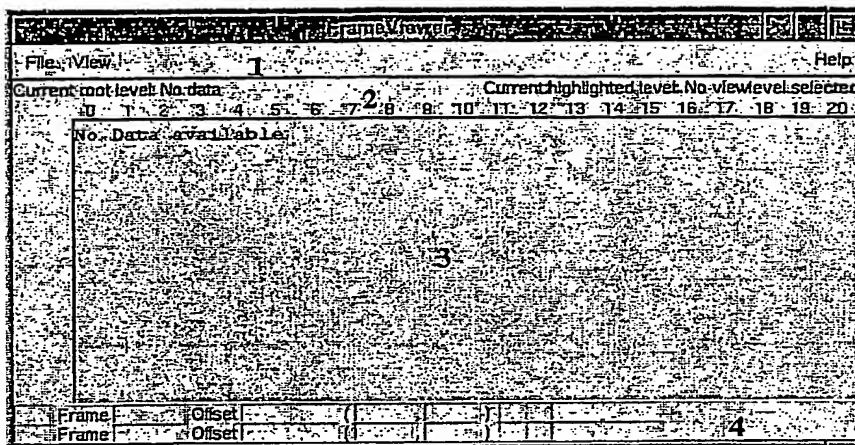 FrameViewer
File View 1 Help
Current root level: No data 2 Current highlighted level: No viewlevel selected
0 1 2 3 4 5 6 7 8 9 10 11 12 13 14 15 16 17 18 19 20
No Data available
3
Frame Offset ( , )
Frame Offset ( , ) 4